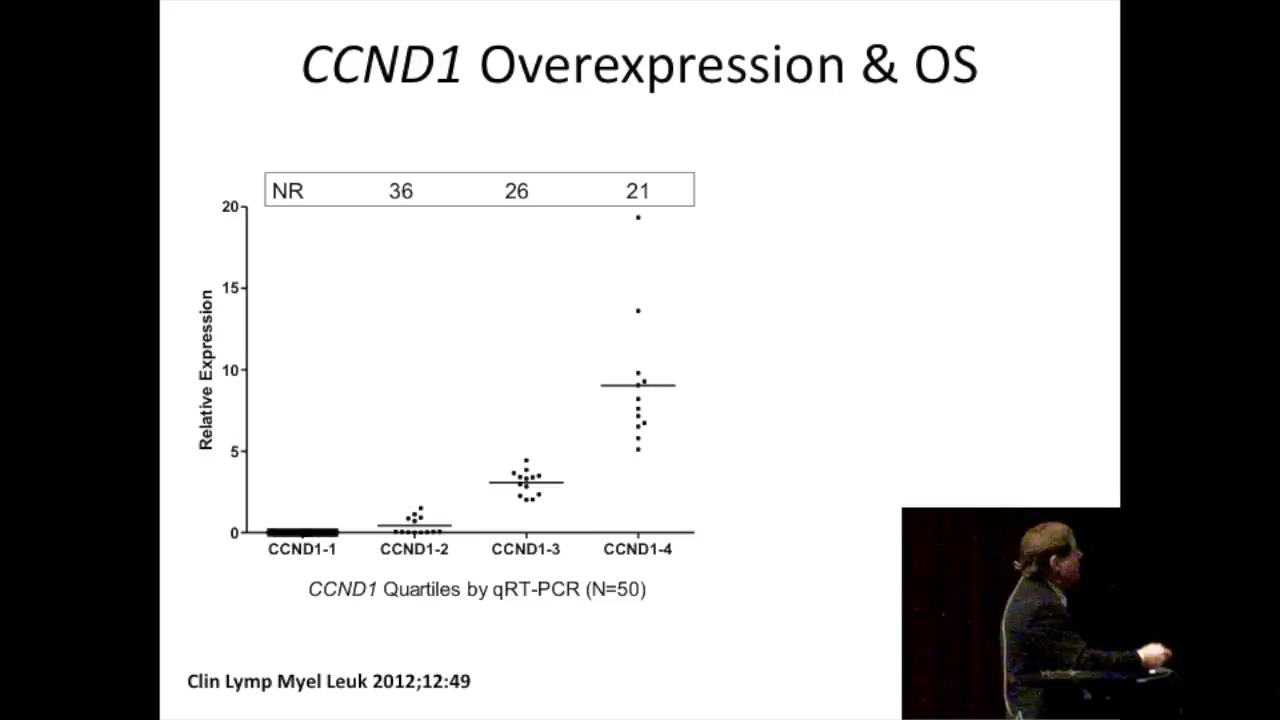 CCND1 Overexpression & OS
NR 36 26 21
20
15
10
5
0
Relative Expression
CCND1-1 CCND1-2 CCND1-3 CCND1-4
CCND1 Quartiles by qRT-PCR (N=50)
Clin Lymp Myel Leuk 2012;12:49